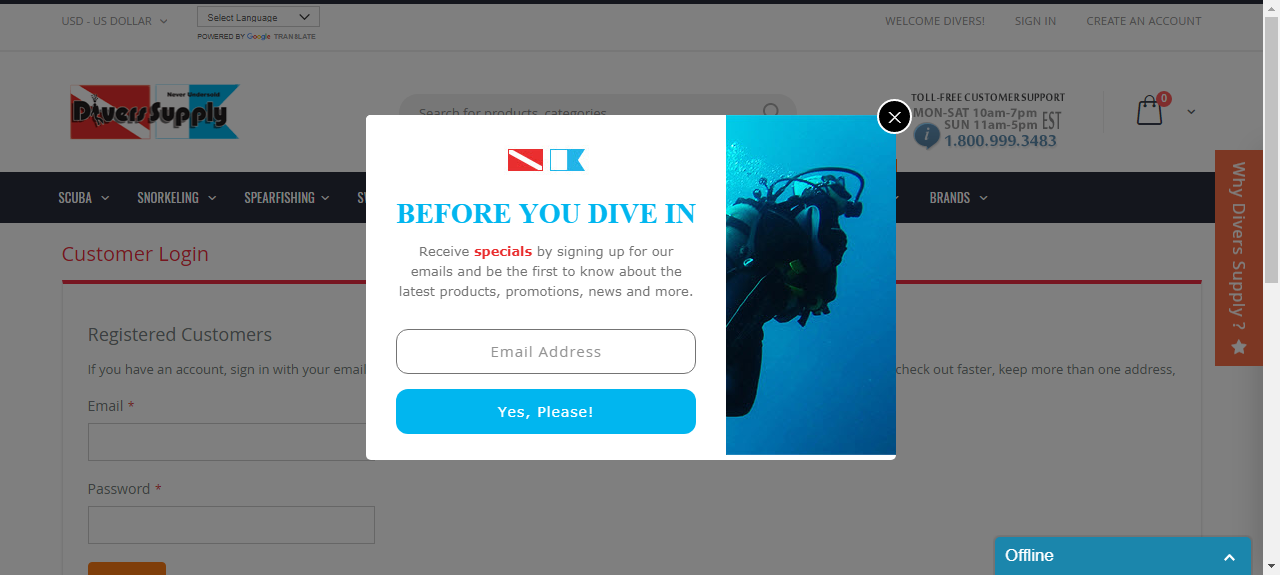 USD - US DOLLAR
Select Language
POWERED BY Google TRANSLATE
WELCOME DIVERS!
SIGN IN
CREATE AN ACCOUNT
Never Undersold
Divers Supply
Search for products, categories
TOLL-FREE CUSTOMER SUPPORT
MON-SAT 10am-7pm
SUN 11am-5pm EST
i 1.800.999.3483
0
SCUBA
SNORKELING
SPEARFISHING
BRANDS
Why Divers Supply ?
Customer Login
BEFORE YOU DIVE IN
Receive specials by signing up for our
emails and be the first to know about the
latest products, promotions, news and more.
Email Address
Yes, Please!
Registered Customers
If you have an account, sign in with your email
check out faster, keep more than one address,
Email *
Password *
Offline